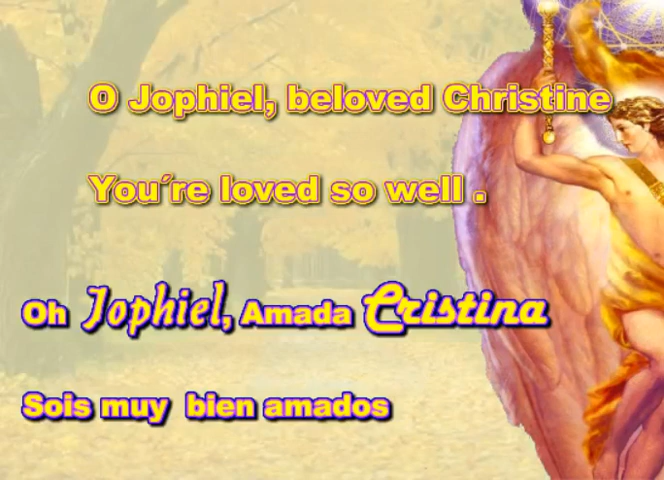 O Jophiel, beloved Christine
You´re loved so well .
Oh Jophiel, Amada Cristina
Sois muy bien amados